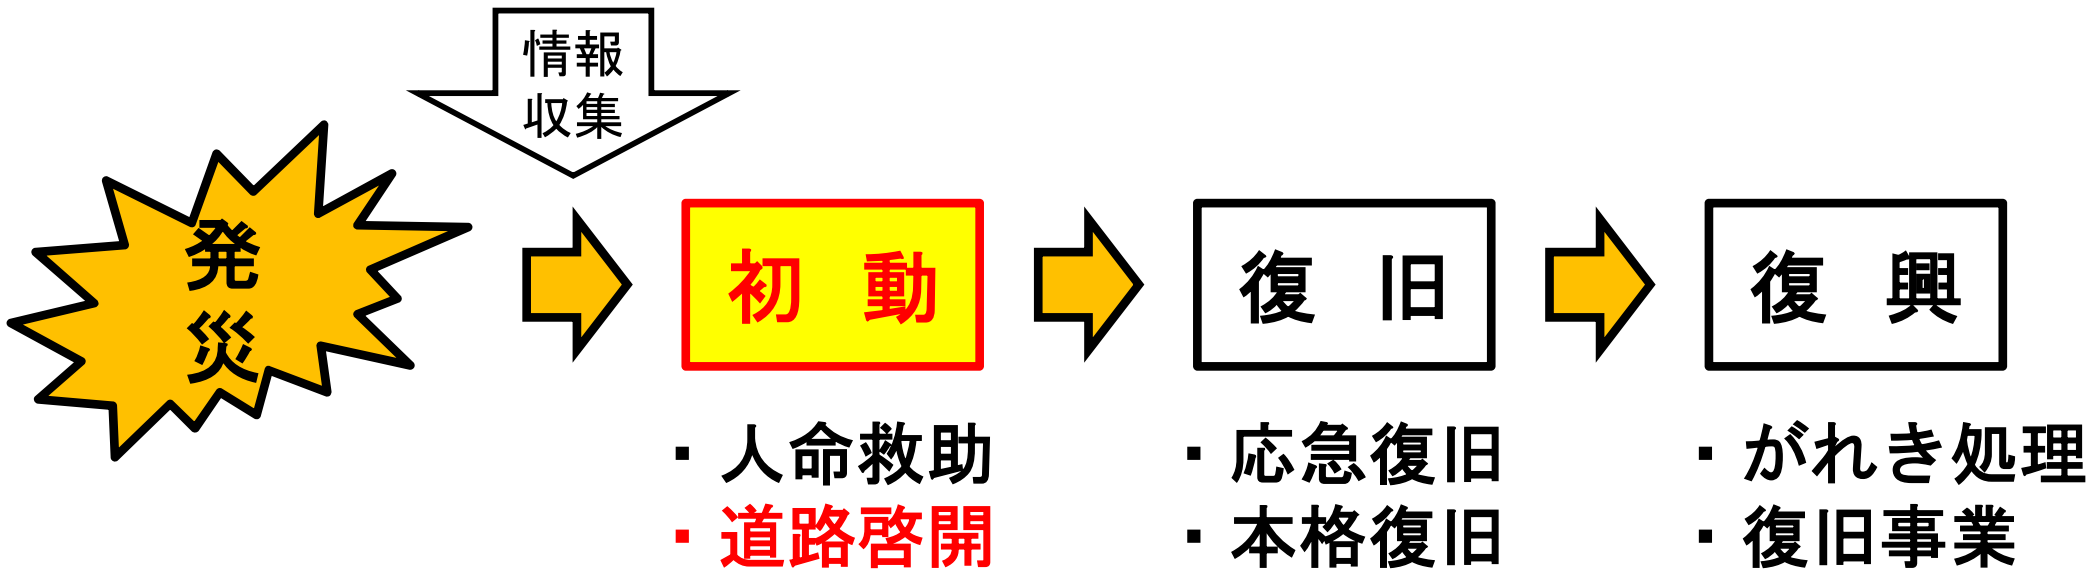 情報
収集
発
災
初　動
復　旧
復　興
・人命救助
・道路啓開
・応急復旧
・本格復旧
・がれき処理
・復旧事業